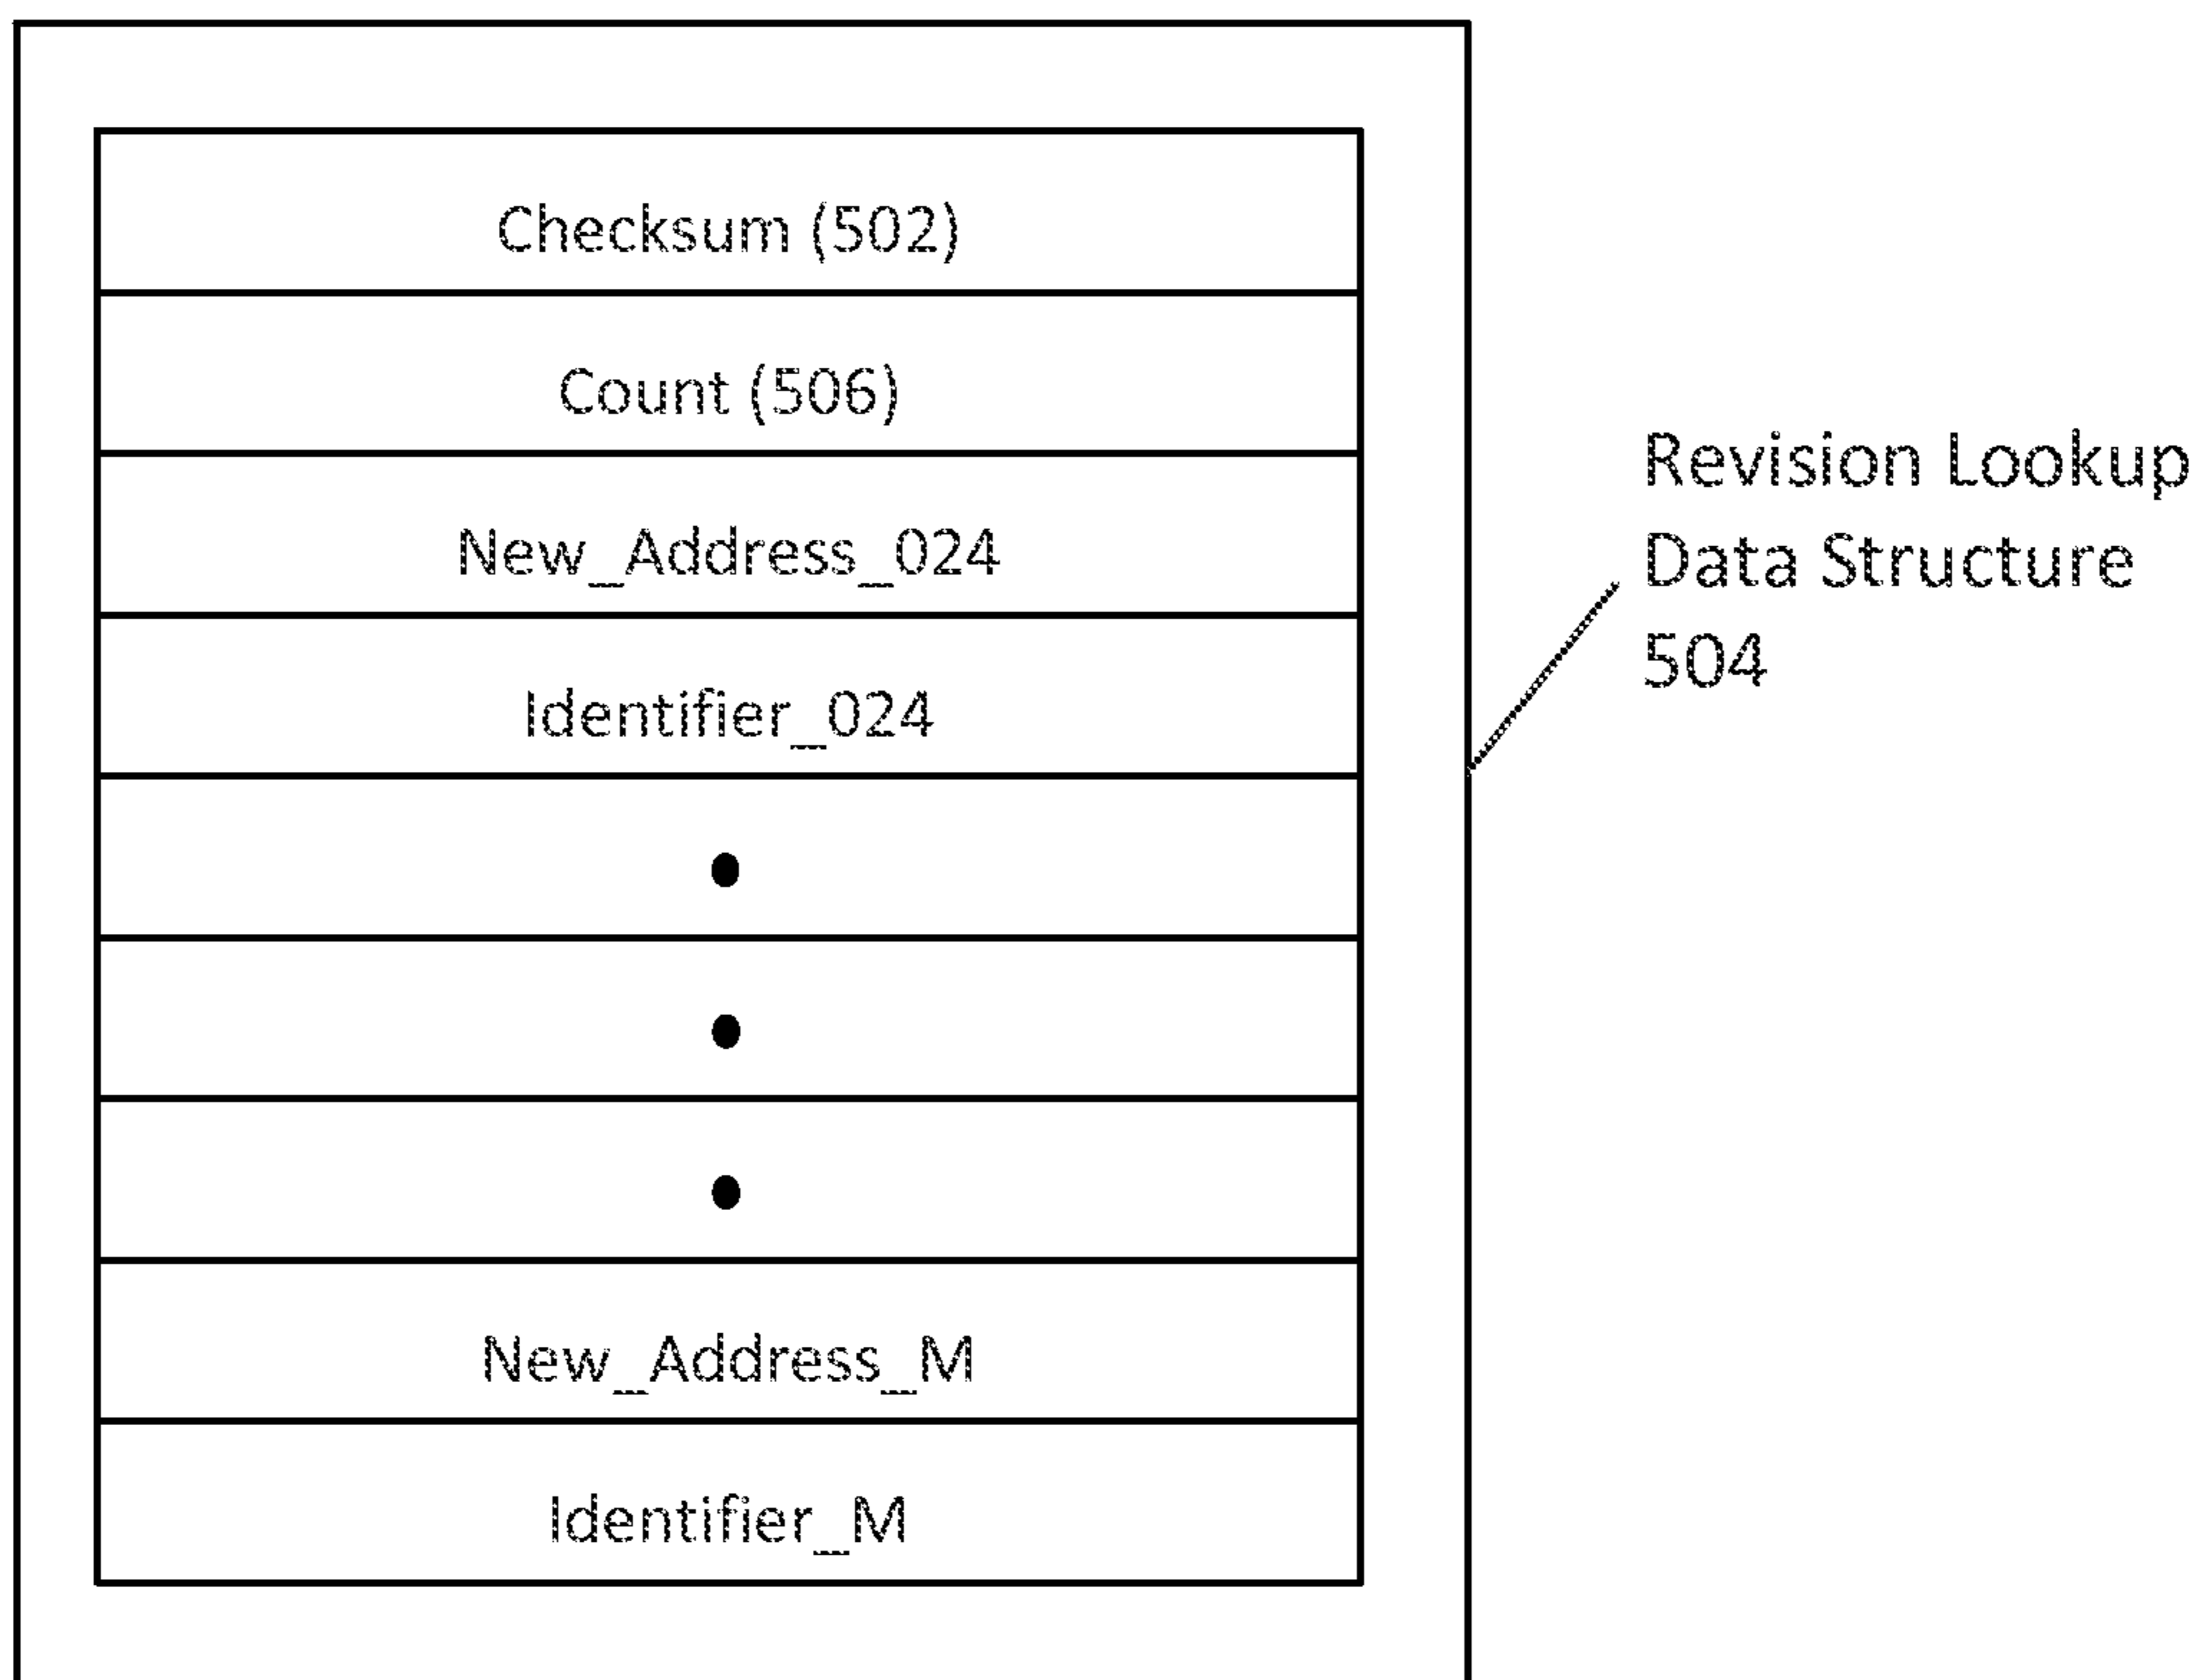 Checksum (502)
Count (506)
New_Address_024
Identifier_024
New_Address_M
Identifier_M
Revision Lookup
Data Structure
504